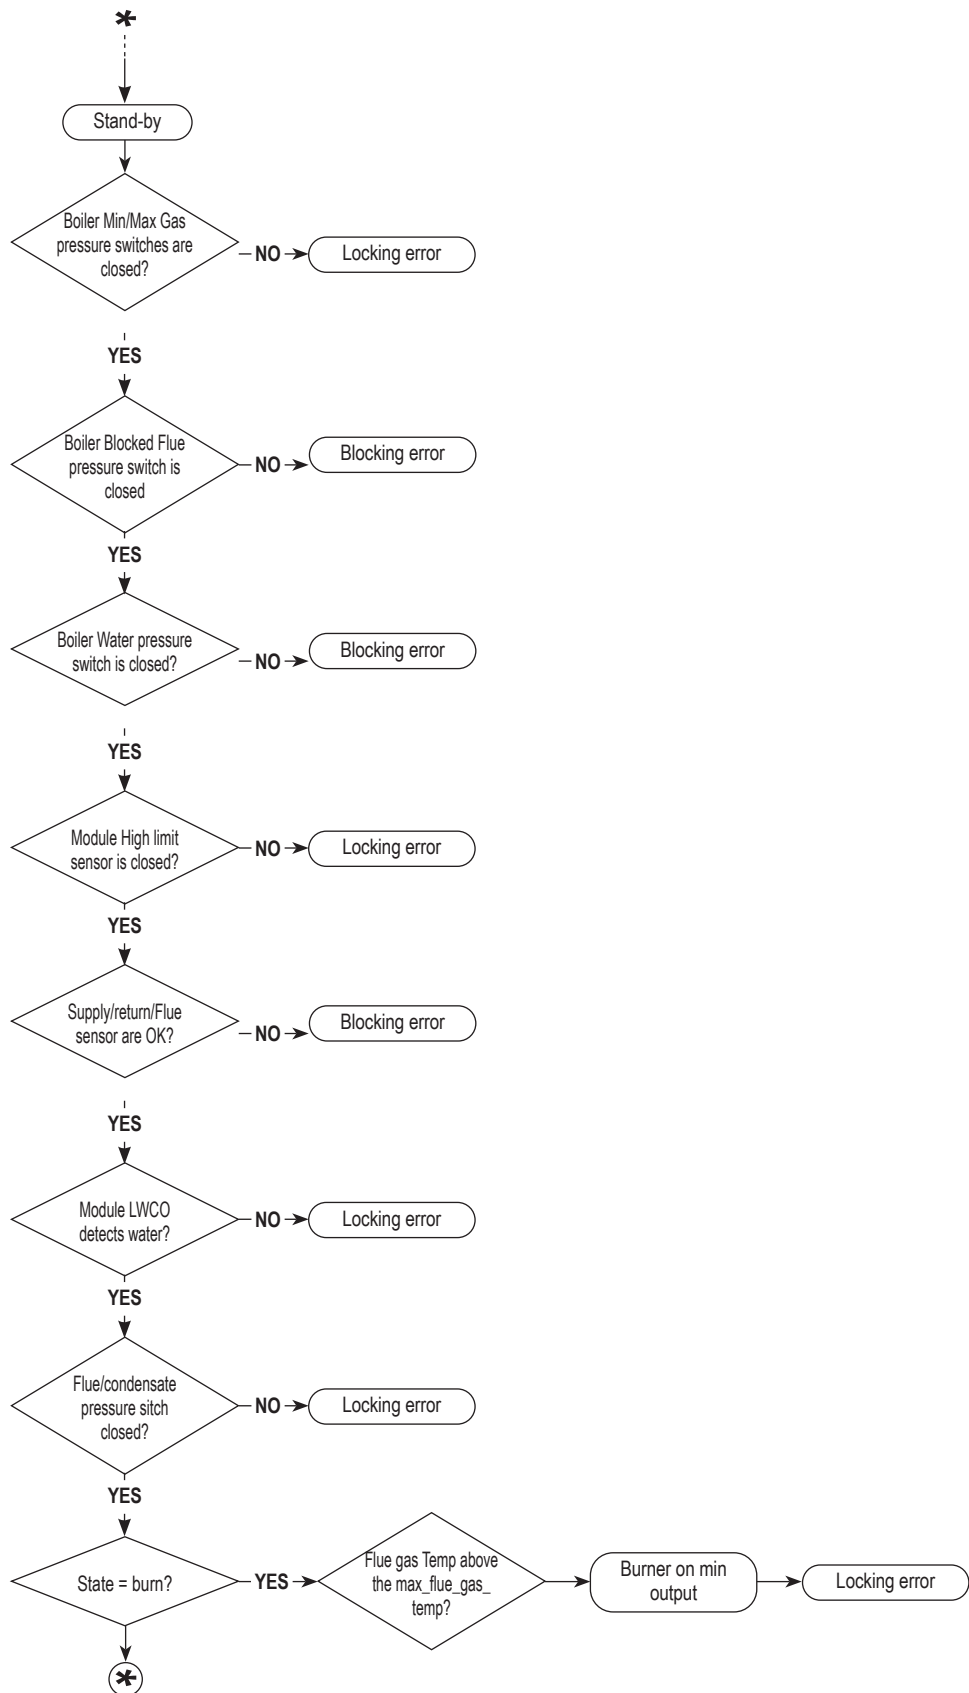 *
Stand-by
Boiler Min/Max Gas
pressure switches are
closed?
NO
Locking error
YES
Boiler Blocked Flue
pressure switch is
closed
NO
Blocking error
YES
Boiler Water pressure
switch is closed?
NO
Blocking error
YES
Module High limit
sensor is closed?
NO
Locking error
YES
Supply/return/Flue
sensor are OK?
NO
Blocking error
YES
Module LWCO
detects water?
NO
Locking error
YES
Flue/condensate
pressure sitch
closed?
NO
Locking error
YES
State = burn?
YES
Flue gas Temp above
the max_flue_gas_
temp?
Burner on min
output
Locking error
*